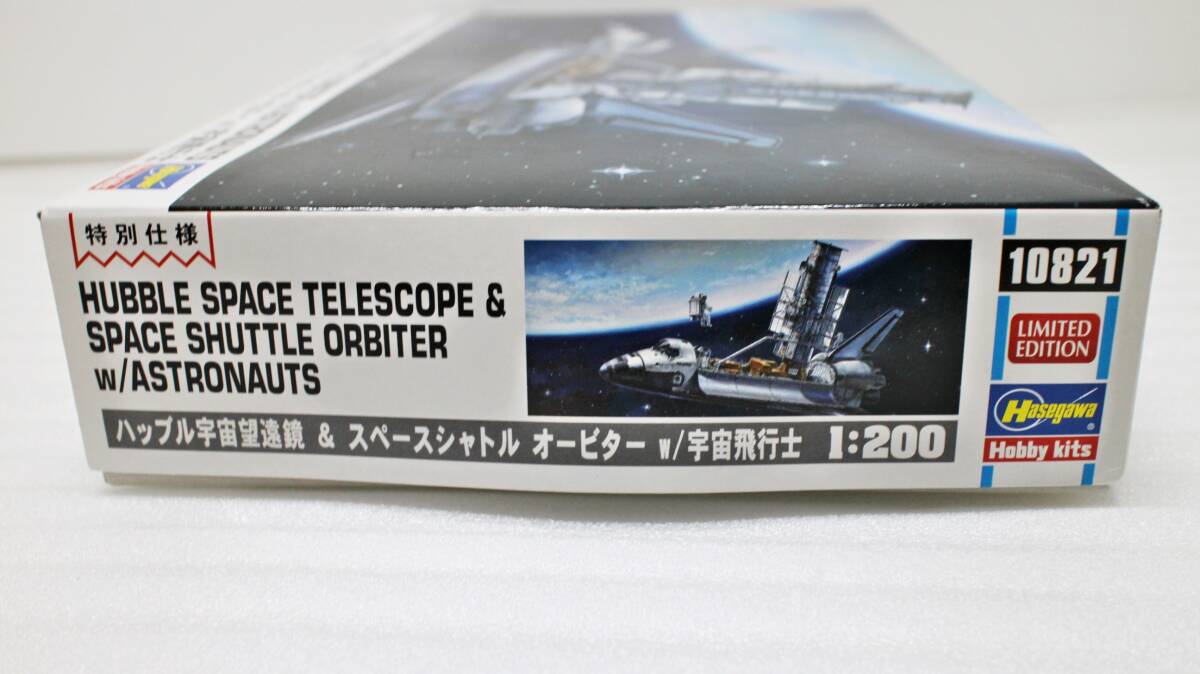 特別仕様
HUBBLE SPACE TELESCOPE &
SPACE SHUTTLE ORBITER
w/ASTRONAUTS
ハッブル宇宙望遠鏡 & スペースシャトル オービター w/宇宙飛行士 1:200
10821
LIMITED
EDITION
Hasegawa
®
Hobby kits